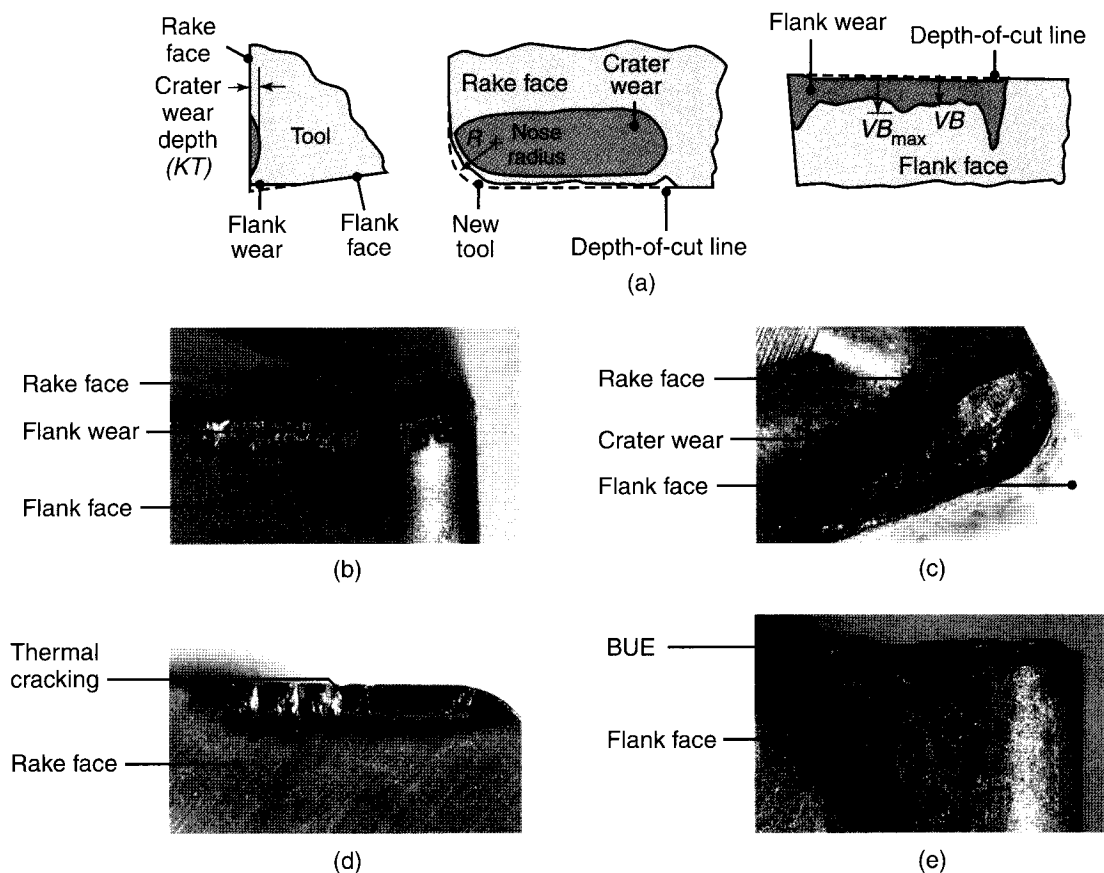 Rake
face
Crater
wear
depth
(KT)
Tool
Flank
wear
Flank
face
Rake face
Crater
wear
R
Nose
radius
New
tool
Depth-of-cut line
Flank wear
Depth-of-cut line
VBmax
VB
Flank face
(a)
Rake face
Flank wear
Flank face
(b)
Rake face
Crater wear
Flank face
(c)
Thermal
cracking
Rake face
(d)
BUE
Flank face
(e)